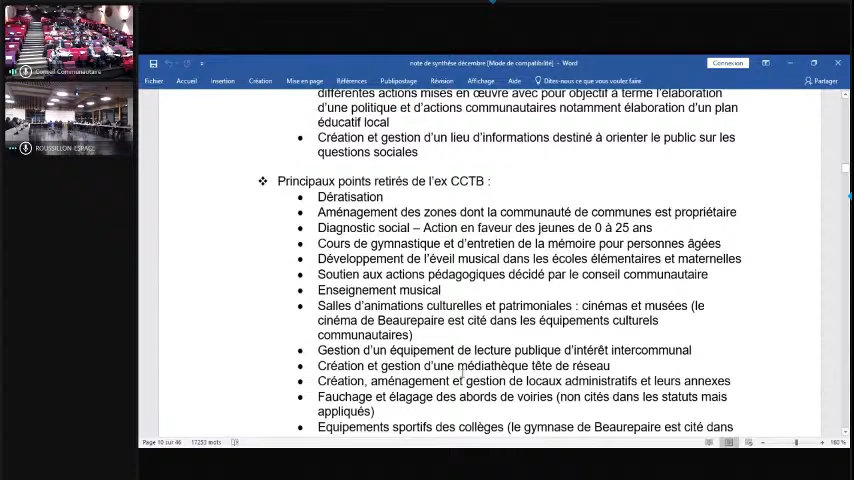 Conseil Communautaire
ROUSSILLON - ESPACE
note de synthèse décembre [Mode de compatibilité] - Word
Connexion
Fichier Accueil Insertion Création Mise en page Références Publipostage Révision Affichage Aide Dites-nous ce que vous voulez faire Partager
différentes actions mises en œuvre avec pour objectif à terme l'élaboration
d'une politique et d'actions communautaires notamment élaboration d'un plan
éducatif local
• Création et gestion d'un lieu d'informations destiné à orienter le public sur les
questions sociales
❖ Principaux points retirés de l'ex CCTB :
• Dératisation
• Aménagement des zones dont la communauté de communes est propriétaire
• Diagnostic social – Action en faveur des jeunes de 0 à 25 ans
• Cours de gymnastique et d'entretien de la mémoire pour personnes âgées
• Développement de l'éveil musical dans les écoles élémentaires et maternelles
• Soutien aux actions pédagogiques décidé par le conseil communautaire
• Enseignement musical
• Salles d'animations culturelles et patrimoniales : cinémas et musées (le
cinéma de Beaurepaire est cité dans les équipements culturels
communautaires)
• Gestion d'un équipement de lecture publique d'intérêt intercommunal
• Création et gestion d'une médiathèque tête de réseau
• Création, aménagement et gestion de locaux administratifs et leurs annexes
• Fauchage et élagage des abords de voiries (non cités dans les statuts mais
appliqués)
• Equipements sportifs des collèges (le gymnase de Beaurepaire est cité dans
Page 10 sur 46 17253 mots 160 %